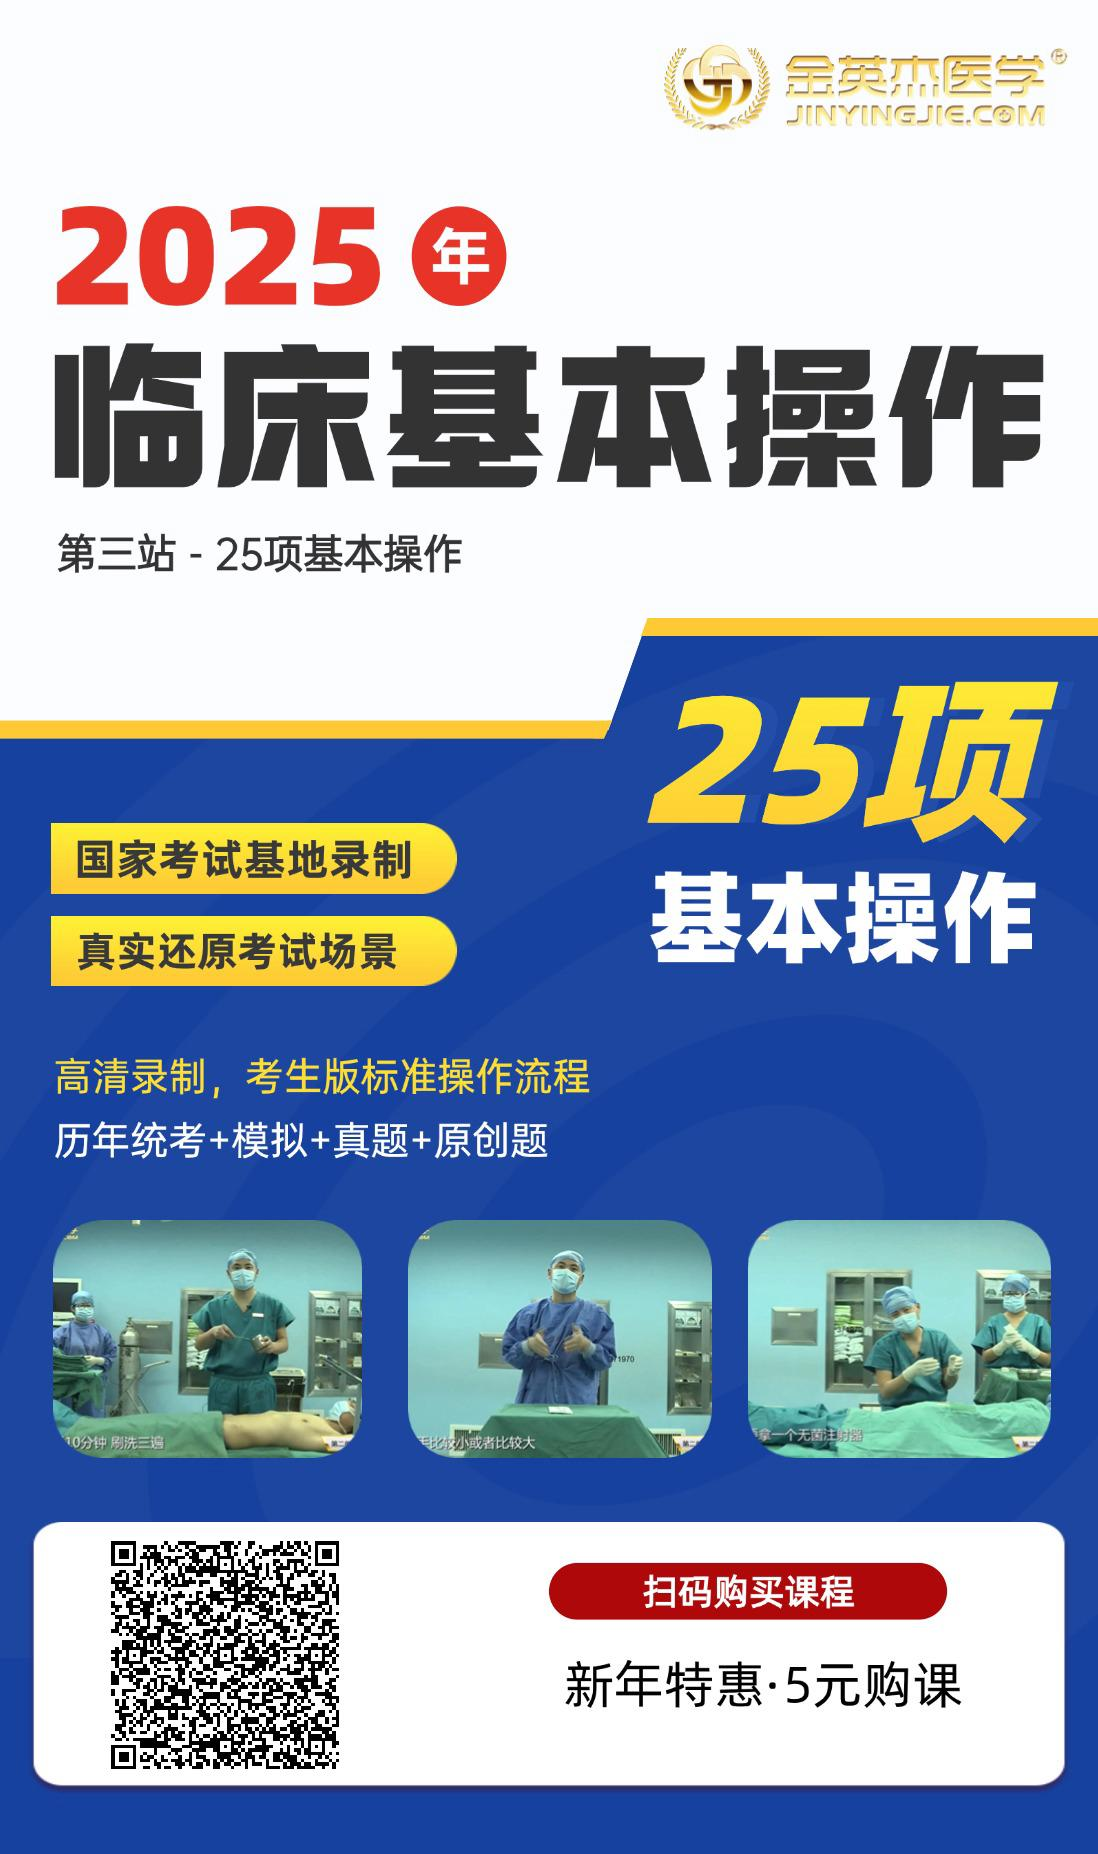 金英杰医学®
JINYINGJIE.COM
2025年
临床基本操作
第三站 - 25项基本操作
25项
基本操作
国家考试基地录制
真实还原考试场景
高清录制，考生版标准操作流程
历年统考+模拟+真题+原创题
10分钟 刷洗三遍
71970
比较小或者比较大
拿一个无菌注射器
扫码购买课程
新年特惠·5元购课